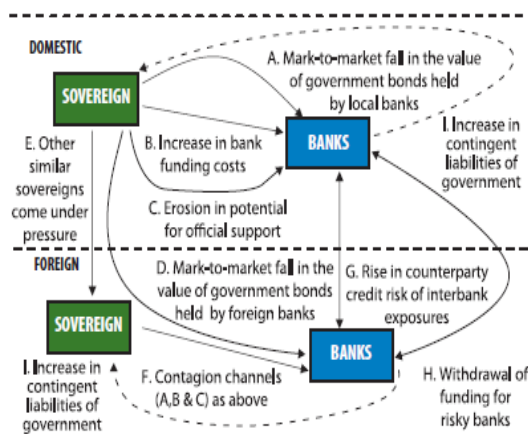 DOMESTIC
A. Mark-to-market fall in the value
of government bonds held
by local banks
SOVEREIGN
E. Other
similar
sovereigns
come under
pressure
B. Increase in bank
funding costs
BANKS
I. Increase in
contingent
liabilities of
government
C. Erosion in potential
for official support
FOREIGN
D. Mark-to-market fall in the
value of government bonds
held by foreign banks
G. Rise in counterparty
credit risk of interbank
exposures
SOVEREIGN
BANKS
I. Increase in
contingent
liabilities of
government
F. Contagion channels
(A,B & C) as above
H. Withdrawal of
funding for
risky banks